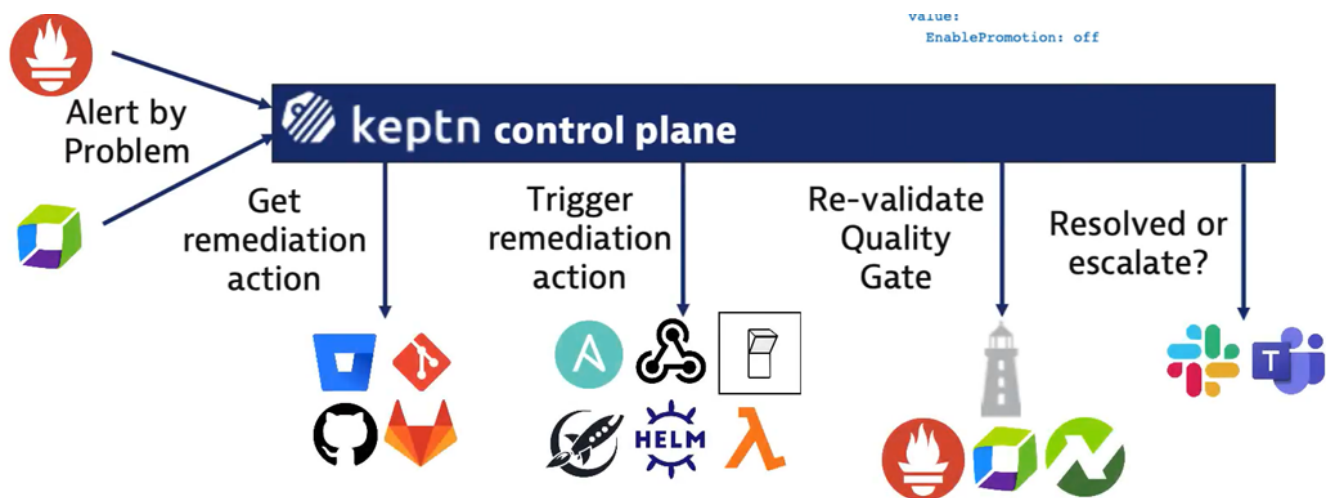 value:
EnablePromotion: off
Alert by
Problem
keptn control plane
Get
remediation
action
Trigger
remediation
action
Re-validate
Quality
Gate
Resolved or
escalate?
HELM
T